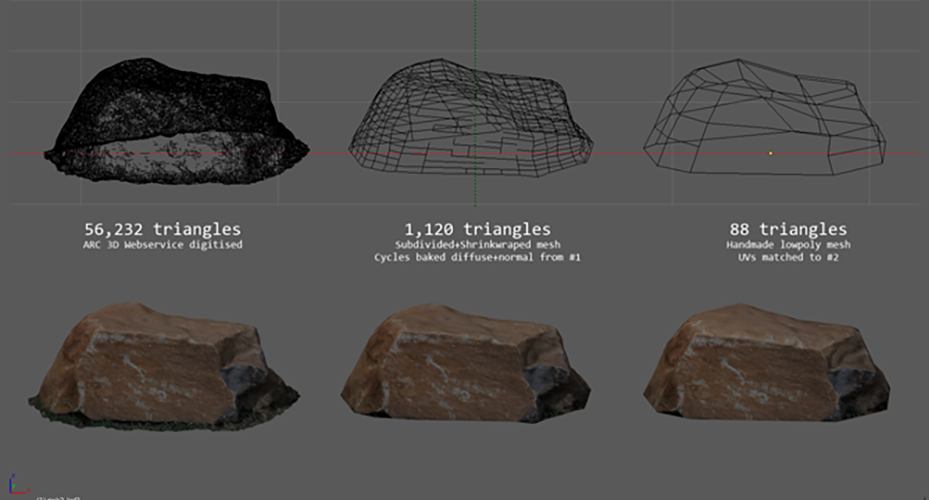 56,232 triangles
ARC 3D Webservice digitised
1,120 triangles
Subdivided+Shrinkwraped mesh
Cycles baked diffuse+normal from #1
88 triangles
Handmade lowpoly mesh
UVs matched to #2